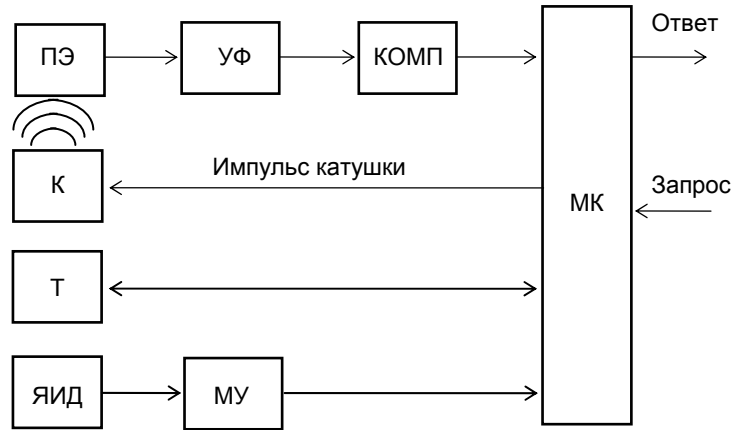 Ответ
ПЭ
УФ
КОМП
Импульс катушки
К
Запрос
МК
Т
ЯИД
МУ